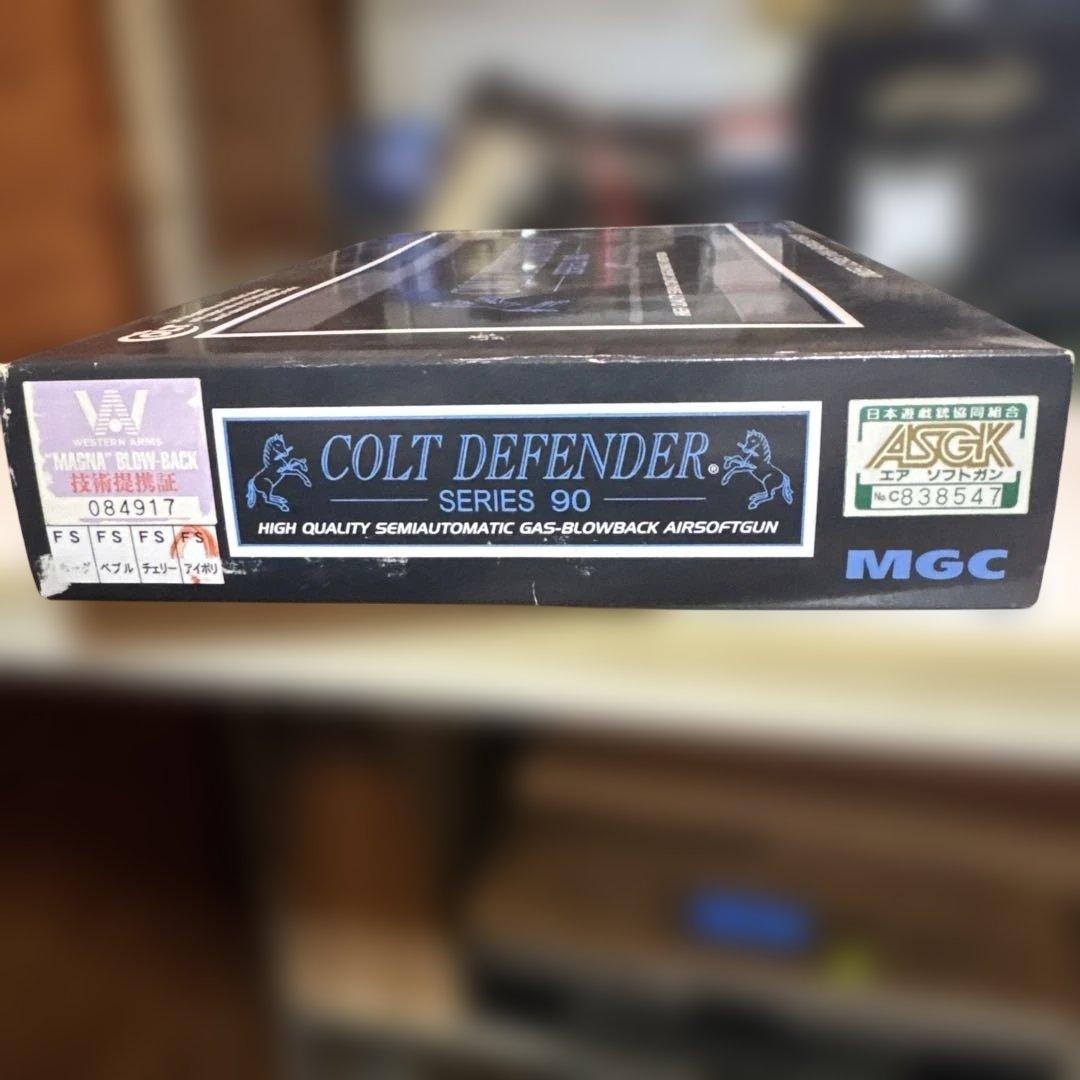 WESTERN ARMS
"MAGNA" BLOW-BACK
技術提携証
084917
FS FS FS FS
ペブル チェリー アイボリ
COLT DEFENDER®
SERIES 90
HIGH QUALITY SEMIAUTOMATIC GAS-BLOWBACK AIRSOFTGUN
日本遊戯銃協同組合
ASGK
エア ソフトガン
No. C838547
MGC